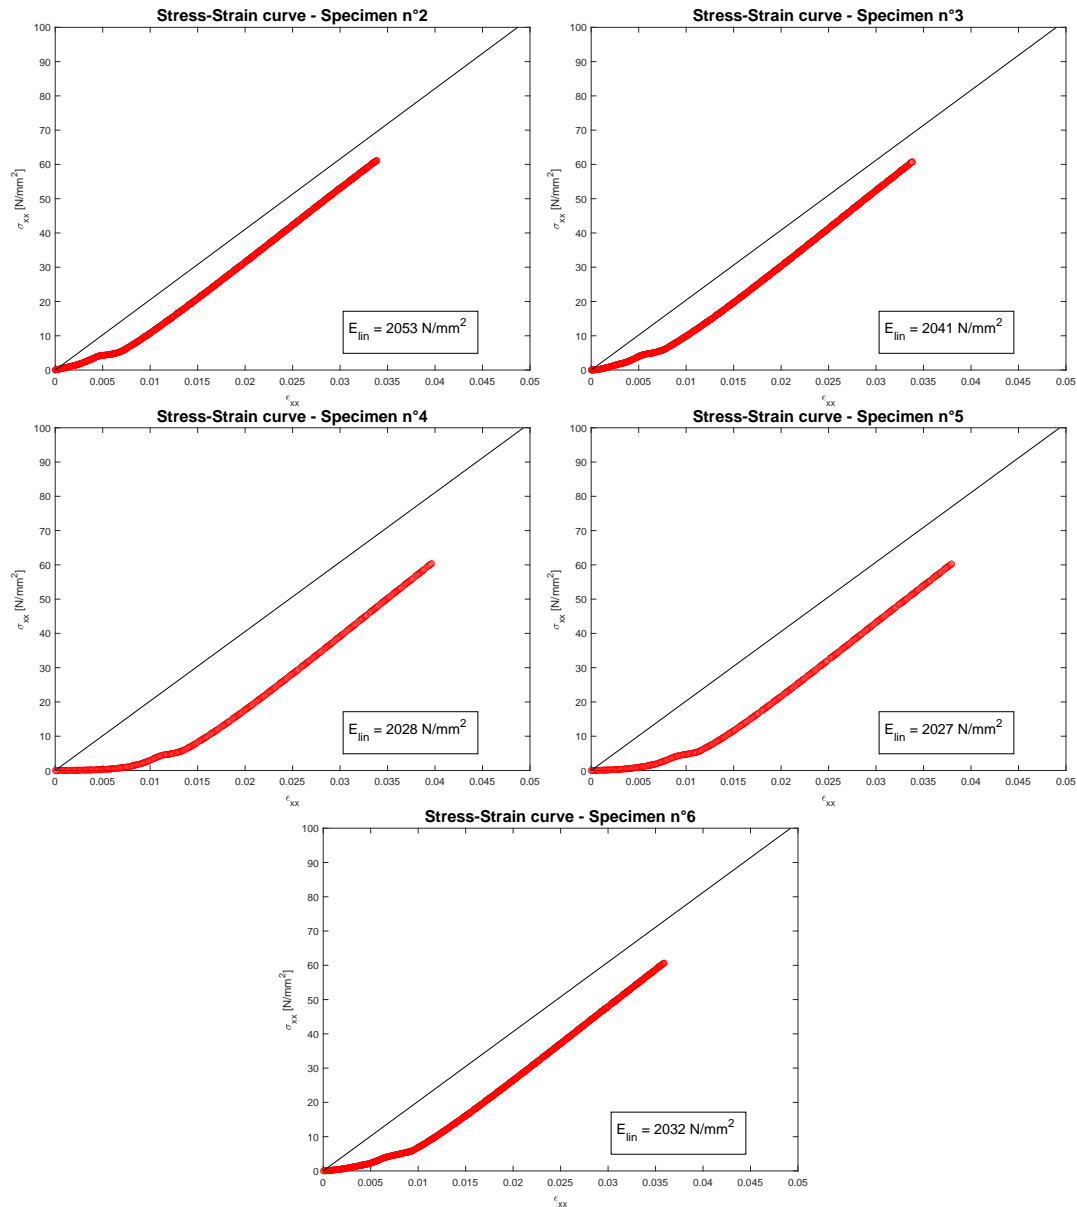 Stress-Strain curve - Specimen n°2
100
90
80
70
60
50
40
30
20
10
0
σxx [N/mm2]
Elin = 2053 N/mm2
0 0.005 0.01 0.015 0.02 0.025 0.03 0.035 0.04 0.045 0.05
ϵxx
Stress-Strain curve - Specimen n°3
100
90
80
70
60
50
40
30
20
10
0
σxx [N/mm2]
Elin = 2041 N/mm2
0 0.005 0.01 0.015 0.02 0.025 0.03 0.035 0.04 0.045 0.05
ϵxx
Stress-Strain curve - Specimen n°4
100
90
80
70
60
50
40
30
20
10
0
σxx [N/mm2]
Elin = 2028 N/mm2
0 0.005 0.01 0.015 0.02 0.025 0.03 0.035 0.04 0.045 0.05
ϵxx
Stress-Strain curve - Specimen n°5
100
90
80
70
60
50
40
30
20
10
0
σxx [N/mm2]
Elin = 2027 N/mm2
0 0.005 0.01 0.015 0.02 0.025 0.03 0.035 0.04 0.045 0.05
ϵxx
Stress-Strain curve - Specimen n°6
100
90
80
70
60
50
40
30
20
10
0
σxx [N/mm2]
Elin = 2032 N/mm2
0 0.005 0.01 0.015 0.02 0.025 0.03 0.035 0.04 0.045 0.05
ϵxx